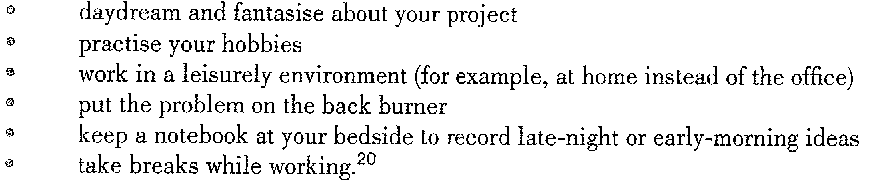 • daydream and fantasise about your project
• practise your hobbies
• work in a leisurely environment (for example, at home instead of the office)
• put the problem on the back burner
• keep a notebook at your bedside to record late-night or early-morning ideas
• take breaks while working.20